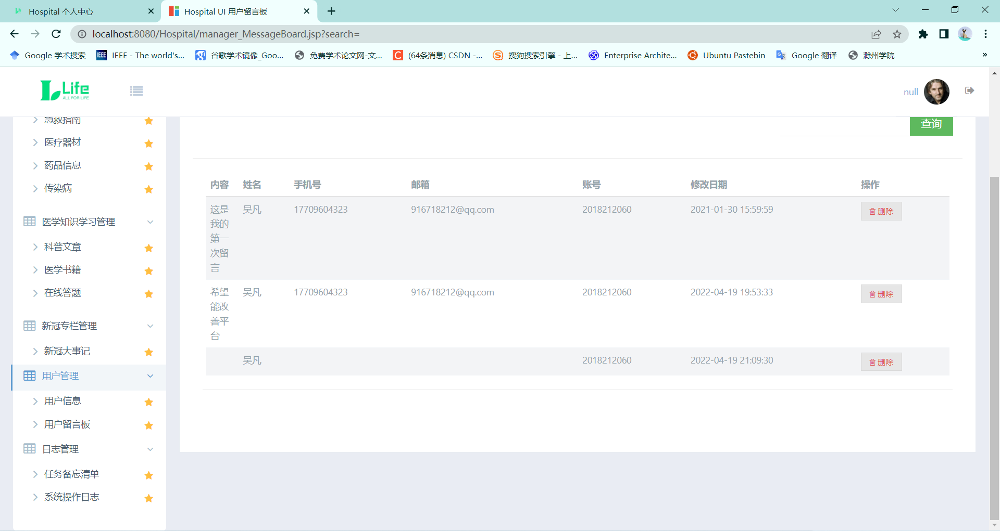 Hospital 个人中心
Hospital UI 用户留言板
localhost:8080/Hospital/manager_MessageBoard.jsp?search=
Google 学术搜索
IEEE - The world's...
谷歌学术镜像_Goo...
免费学术论文网-文...
(64条消息) CSDN -...
搜狗搜索引擎 - 上...
Enterprise Archite...
Ubuntu Pastebin
Google 翻译
滁州学院
»
Life
ALL FOR LIFE
null
急救指南
医疗器材
药品信息
传染病
医学知识学习管理
科普文章
医学书籍
在线答题
新冠专栏管理
新冠大事记
用户管理
用户信息
用户留言板
日志管理
任务备忘清单
系统操作日志
查询
内容 姓名 手机号 邮箱 账号 修改日期 操作
这是我的第一次留言 吴凡 17709604323 916718212@qq.com 2018212060 2021-01-30 15:59:59 删除
希望能改善平台 吴凡 17709604323 916718212@qq.com 2018212060 2022-04-19 19:53:33 删除
吴凡 2018212060 2022-04-19 21:09:30 删除